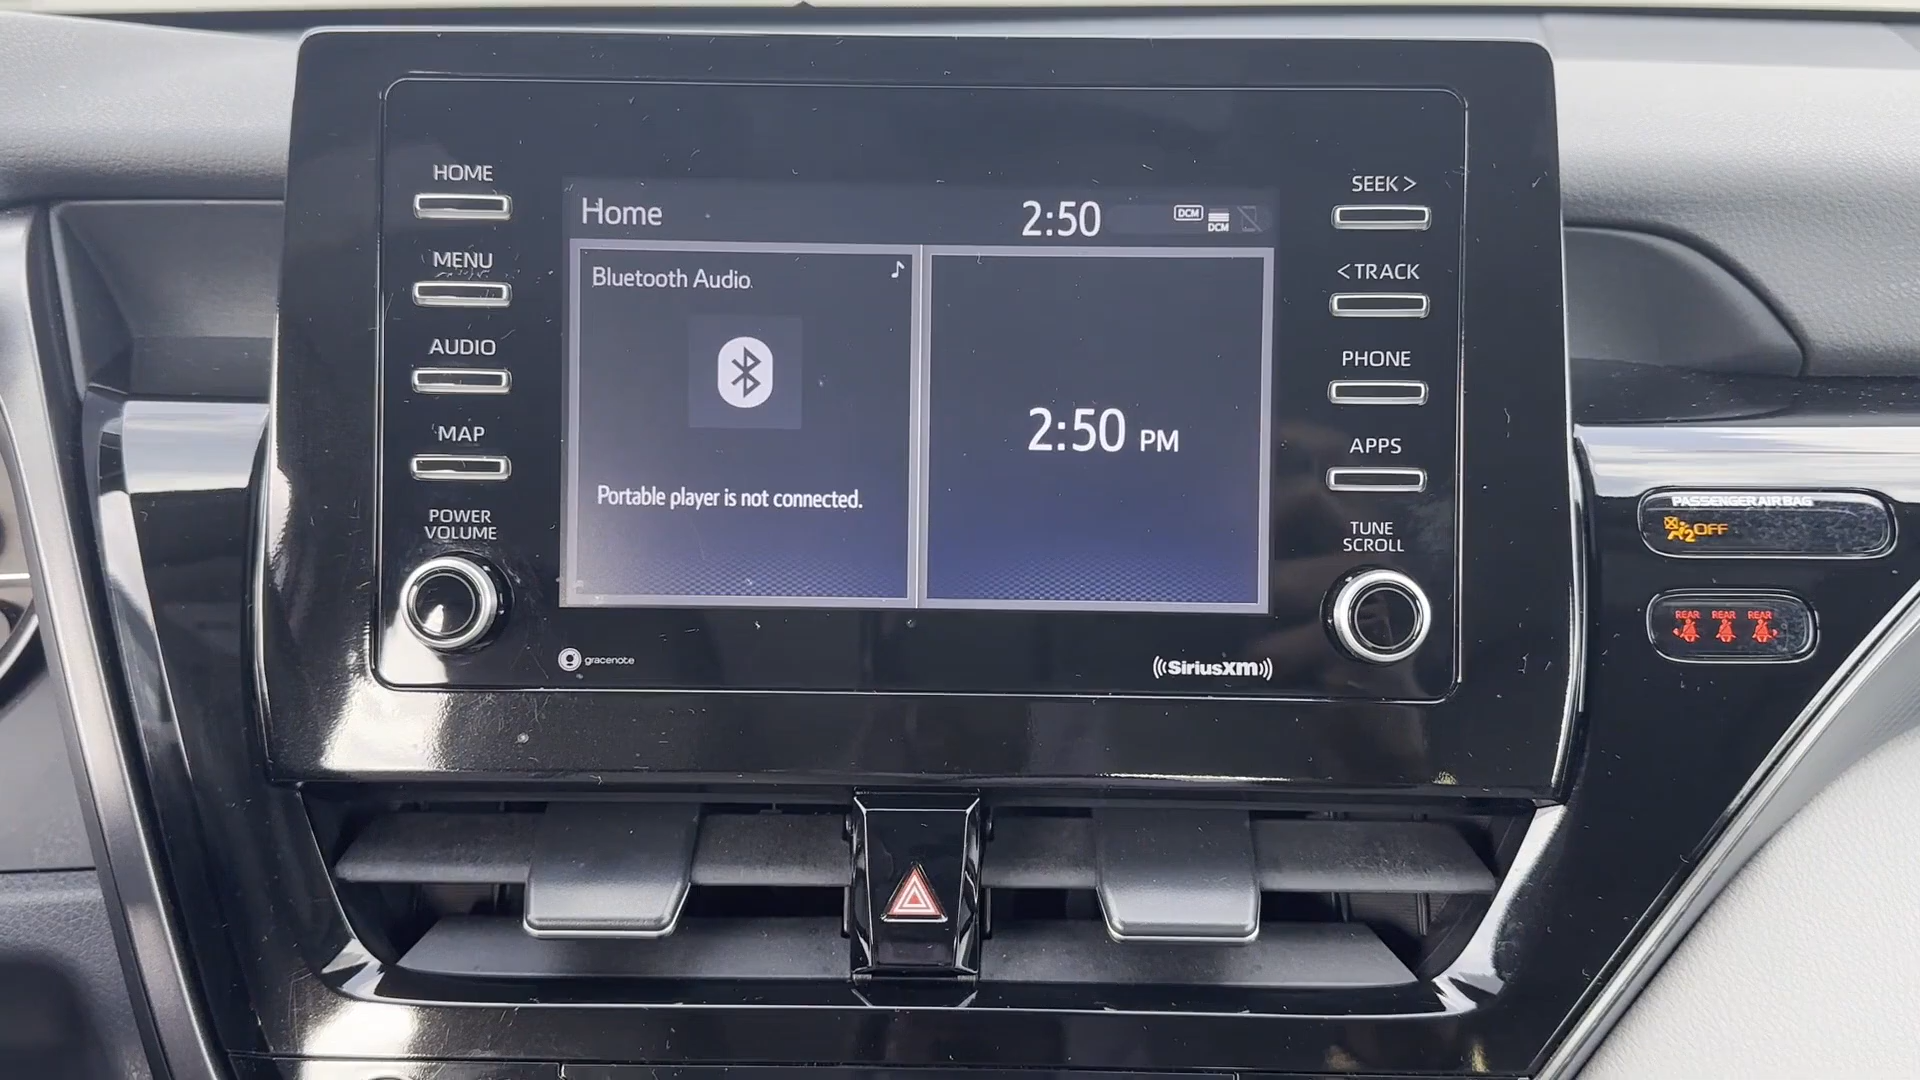 HOME
MENU
AUDIO
MAP
POWER
VOLUME
Home
2:50
DCM
DCM
Bluetooth Audio
Portable player is not connected.
2:50 PM
SEEK >
< TRACK
PHONE
APPS
TUNE
SCROLL
gracenote
((SiriusXM))
PASSENGER AIR BAG
2 OFF
REAR REAR REAR